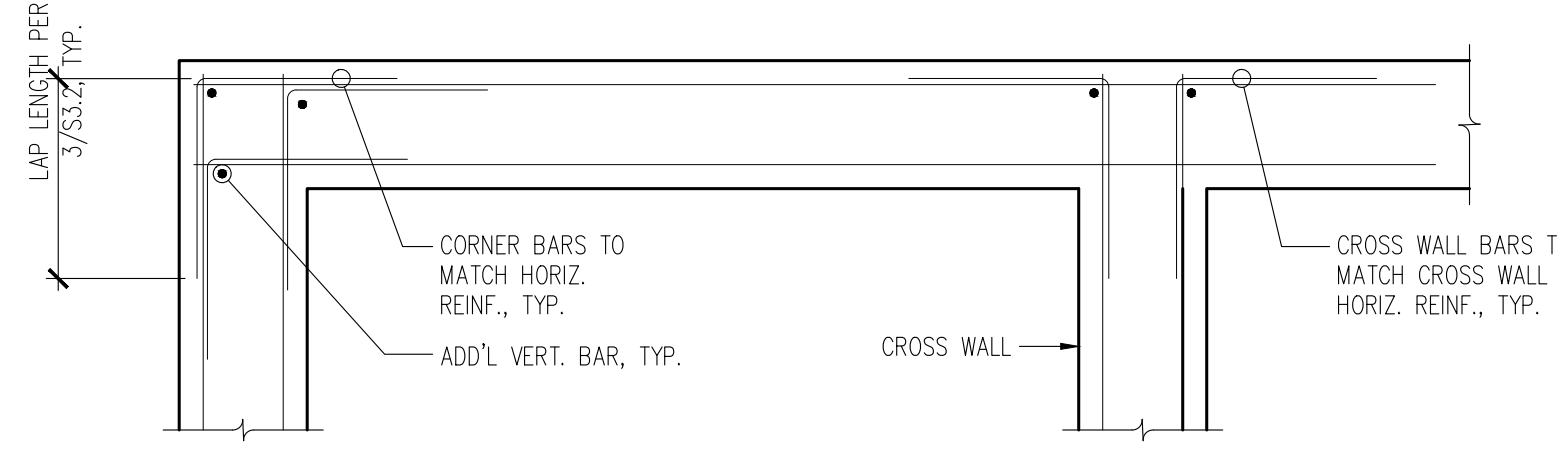 LAP LENGTH PER
3/S3.2, TYP.
CORNER BARS TO
MATCH HORIZ.
REINF., TYP.
ADD'L VERT. BAR, TYP.
CROSS WALL
CROSS WALL BARS T
MATCH CROSS WALL
HORIZ. REINF., TYP.